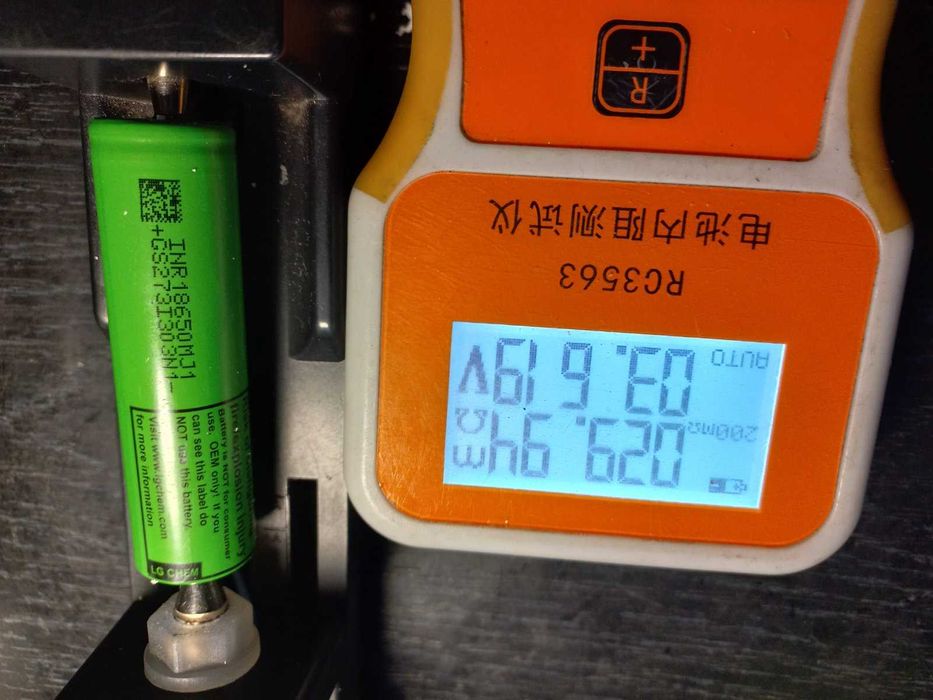 INR18650MJ1
+GS273I303N1-
explosion injury
Battery is NOT for consumer
use. OEM only! If you
can see this label do
NOT use this battery.
Visit www.lgchem.com
for more information
LG CHEM
029.94mΩ
200mΩ
03.619V
AUTO
RC3563
电池内阻测试仪
R
+